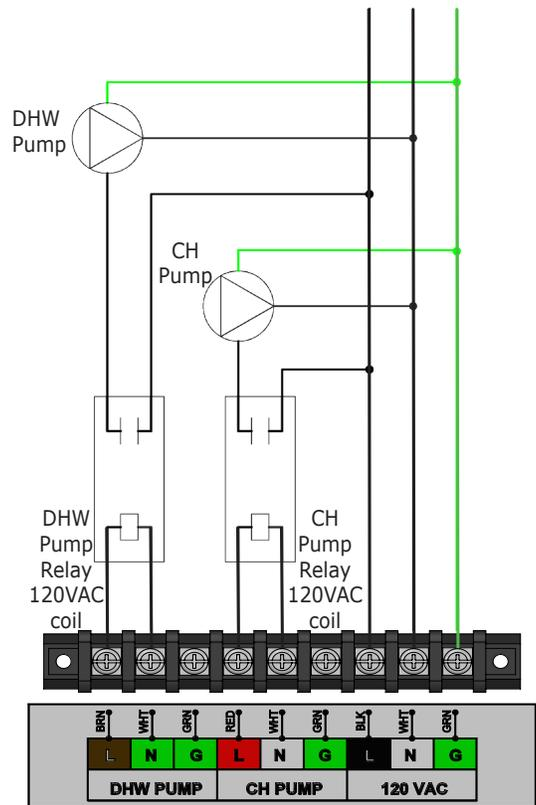 DHW
Pump
CH
Pump
DHW
Pump
Relay
120VAC
coil
CH
Pump
Relay
120VAC
coil
BRN WHT GRN RED WHT GRN BLK WHT GRN
L N G L N G L N G
DHW PUMP CH PUMP 120 VAC